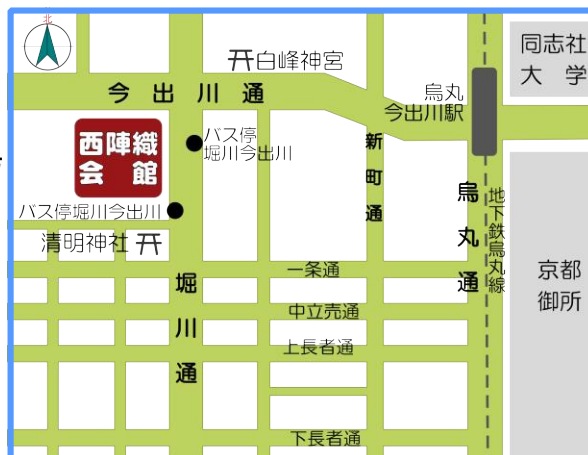 北
同志社
大 学
白峰神宮
今出川通
烏丸
今出川駅
バス停
堀川今出川
西陣織
会 館
新町通
バス停堀川今出川
清明神社
烏丸通
地下鉄烏丸線
京都
御所
一条通
堀川通
中立売通
上長者通
下長者通